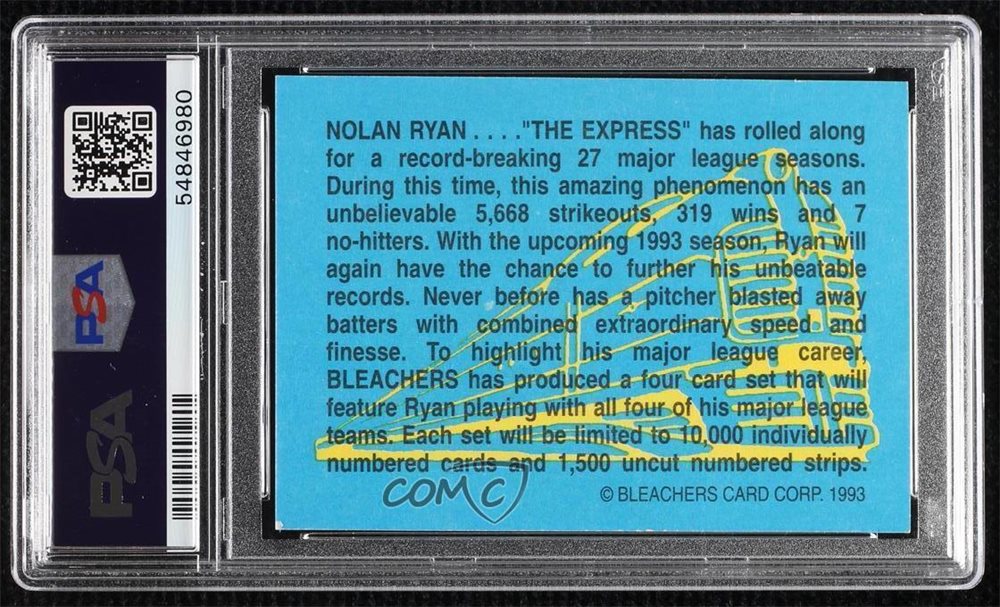 54846980
PSA
PSA
NOLAN RYAN . . . ."THE EXPRESS" has rolled along
for a record-breaking 27 major league seasons.
During this time, this amazing phenomenon has an
unbelievable 5,668 strikeouts, 319 wins and 7
no-hitters. With the upcoming 1993 season, Ryan will
again have the chance to further his unbeatable
records. Never before has a pitcher blasted away
batters with combined extraordinary speed and
finesse. To highlight his major league career,
BLEACHERS has produced a four card set that will
feature Ryan playing with all four of his major league
teams. Each set will be limited to 10,000 individually
numbered cards and 1,500 uncut numbered strips.
© BLEACHERS CARD CORP. 1993
COMC